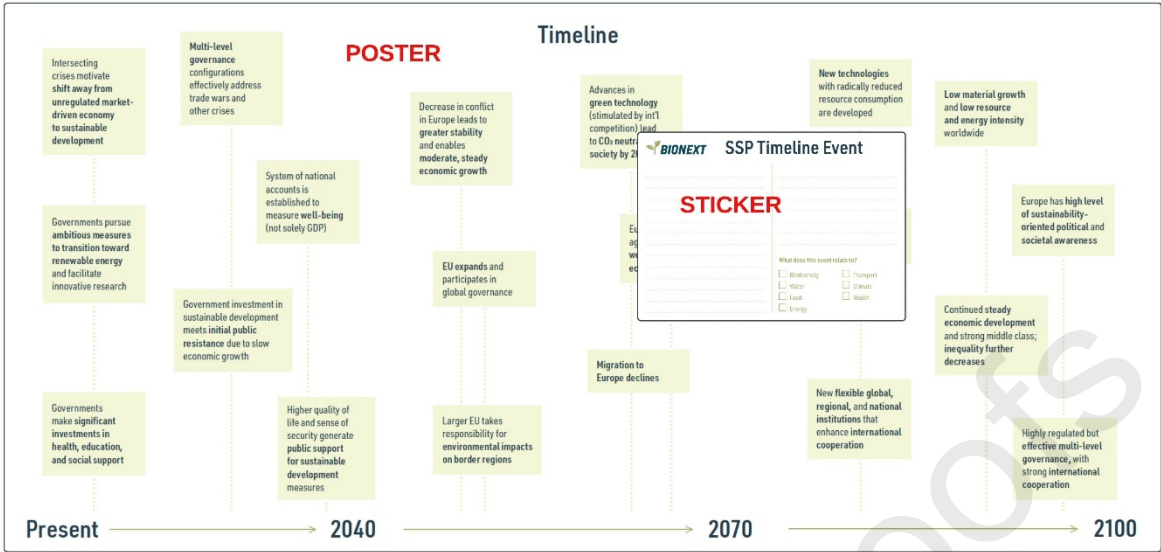 Timeline
POSTER
Intersecting
crises motivate
shift away from
unregulated market-
driven economy
to sustainable
development
Multi-level
governance
configurations
effectively address
trade wars and
other crises
Governments pursue
ambitious measures
to transition toward
renewable energy
and facilitate
innovative research
System of national
accounts is
established to
measure well-being
(not solely GDP)
Government investment in
sustainable development
meets initial public
resistance due to slow
economic growth
Governments
make significant
investments in
health, education,
and social support
Higher quality of
life and sense of
security generate
public support
for sustainable
development
measures
Decrease in conflict
in Europe leads to
greater stability
and enables
moderate, steady
economic growth
EU expands and
participates in
global governance
Larger EU takes
responsibility for
environmental impacts
on border regions
Advances in
green technology
(stimulated by int'l
competition) lead
to CO₂
society by
Migration to
Europe declines
BIONEXT SSP Timeline Event
STICKER
What does this event relate to?
Biodiversity
Water
Food
Energy
Transport
Climate
Health
New technologies
with radically reduced
resource consumption
are developed
New flexible global,
regional, and national
institutions that
enhance international
cooperation
Low material growth
and low resource
and energy intensity
worldwide
Europe has high level
of sustainability-
oriented political and
societal awareness
Continued steady
economic development
and strong middle class;
inequality further
decreases
Highly regulated but
effective multi-level
governance, with
strong international
cooperation
Present 2040 2070 2100